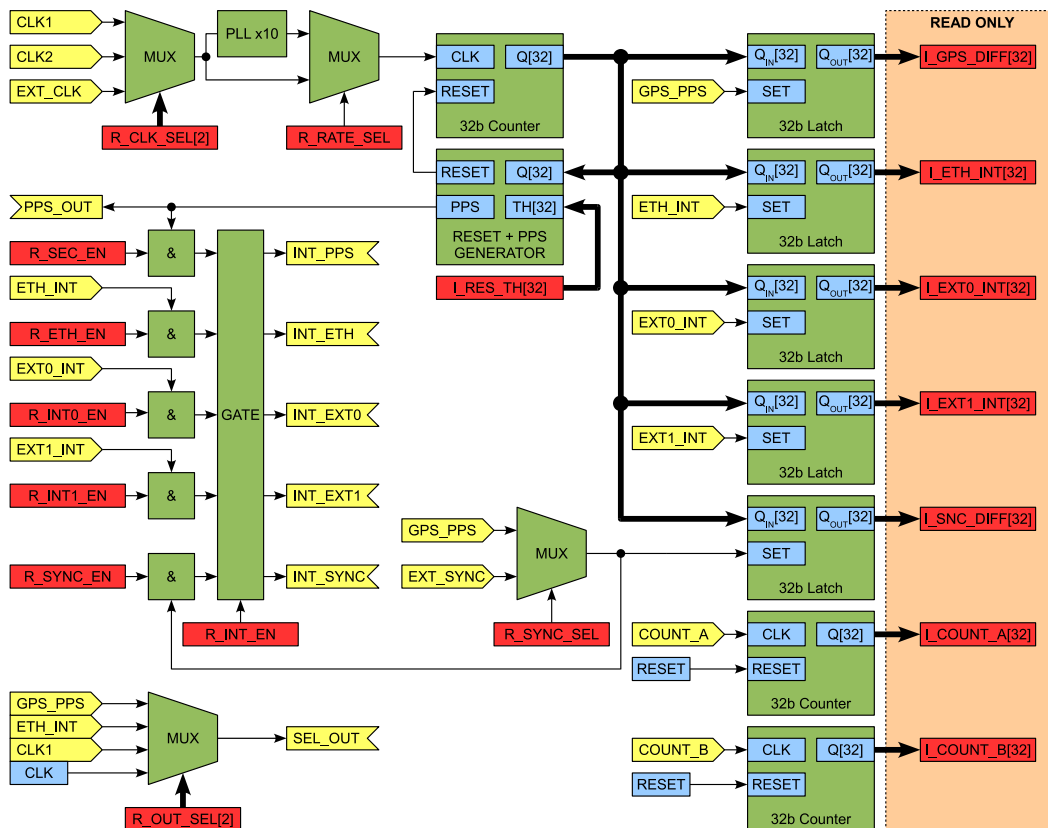 CLK1
CLK2
EXT_CLK
MUX
R_CLK_SEL[2]
PLL x10
MUX
R_RATE_SEL
CLK
Q[32]
RESET
32b Counter
RESET
Q[32]
PPS
TH[32]
RESET + PPS
GENERATOR
I_RES_TH[32]
PPS_OUT
R_SEC_EN
&
INT_PPS
ETH_INT
R_ETH_EN
&
INT_ETH
EXT0_INT
R_INT0_EN
&
GATE
INT_EXT0
EXT1_INT
R_INT1_EN
&
INT_EXT1
R_SYNC_EN
&
INT_SYNC
R_INT_EN
GPS_PPS
EXT_SYNC
MUX
R_SYNC_SEL
GPS_PPS
ETH_INT
CLK1
CLK
MUX
R_OUT_SEL[2]
SEL_OUT
READ ONLY
QIN[32]
QOUT[32]
I_GPS_DIFF[32]
GPS_PPS
SET
32b Latch
QIN[32]
QOUT[32]
I_ETH_INT[32]
ETH_INT
SET
32b Latch
QIN[32]
QOUT[32]
I_EXT0_INT[32]
EXT0_INT
SET
32b Latch
QIN[32]
QOUT[32]
I_EXT1_INT[32]
EXT1_INT
SET
32b Latch
QIN[32]
QOUT[32]
I_SNC_DIFF[32]
SET
32b Latch
COUNT_A
CLK
Q[32]
I_COUNT_A[32]
RESET
RESET
32b Counter
COUNT_B
CLK
Q[32]
I_COUNT_B[32]
RESET
RESET
32b Counter